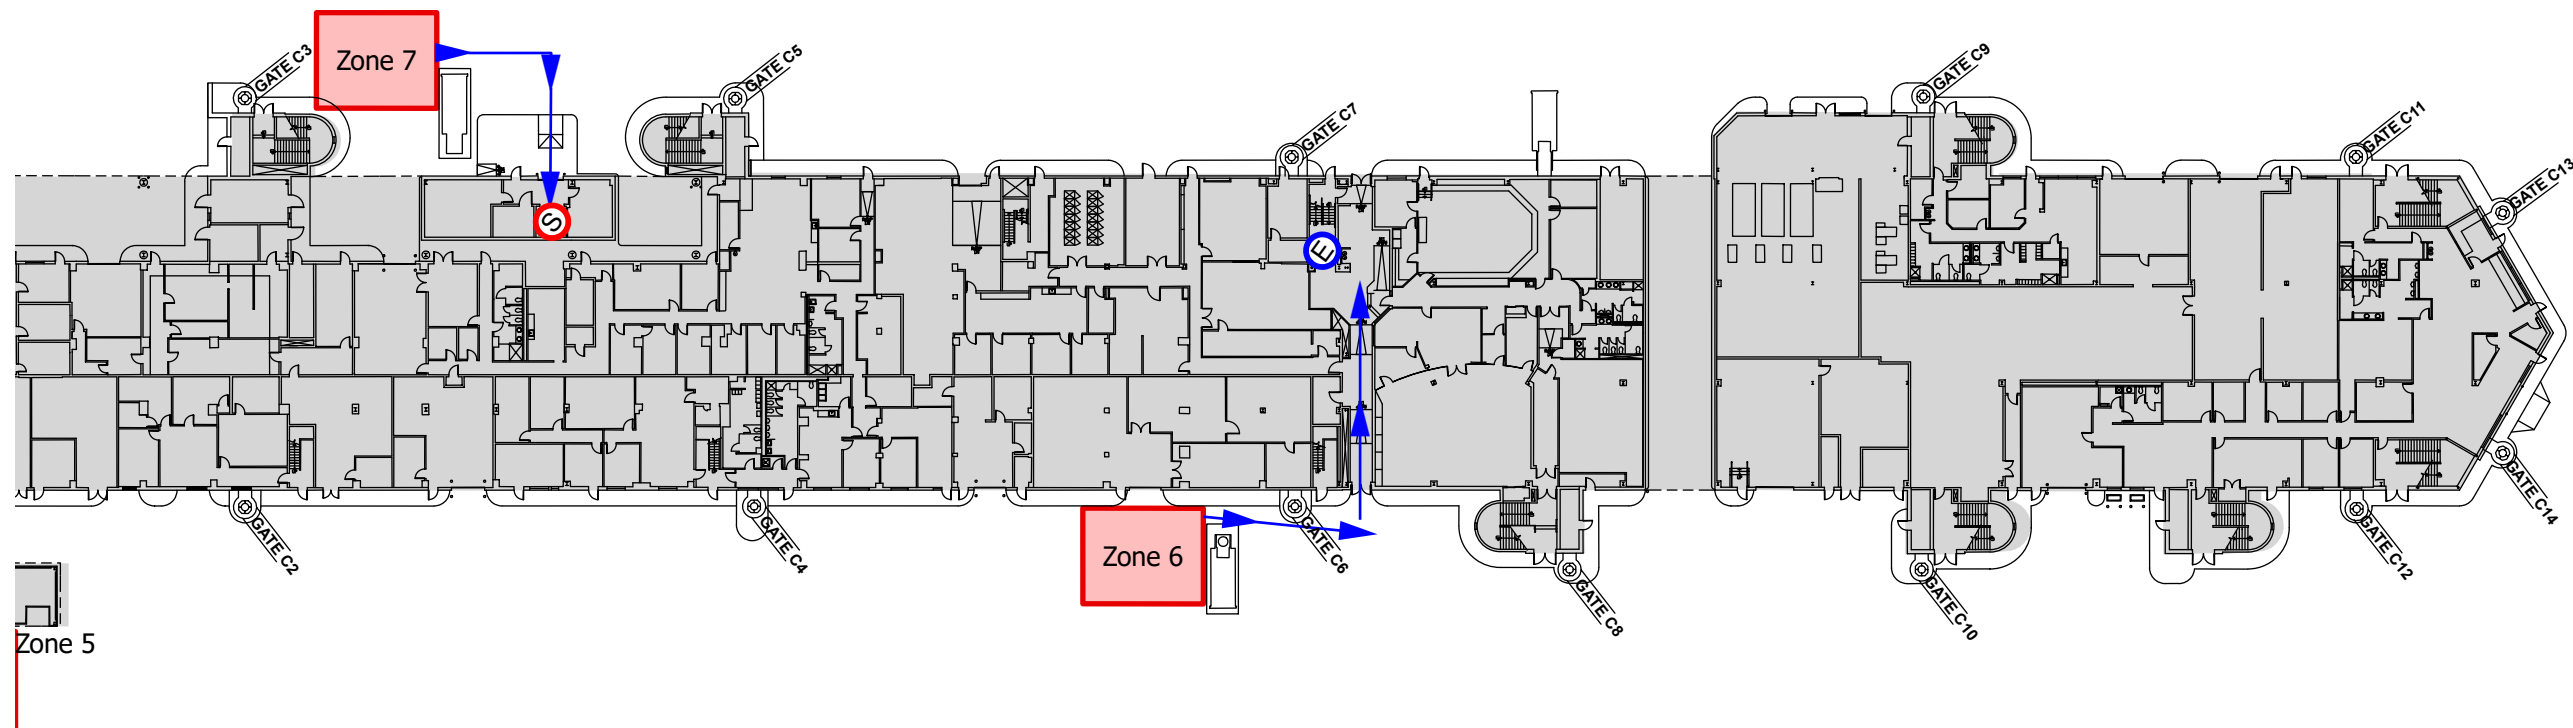 GATE C3
Zone 7
GATE C5
GATE C7
GATE C9
GATE C11
GATE C13
S
E
GATE C2
GATE C4
GATE C6
Zone 6
GATE C8
GATE C10
GATE C12
GATE C14
Zone 5